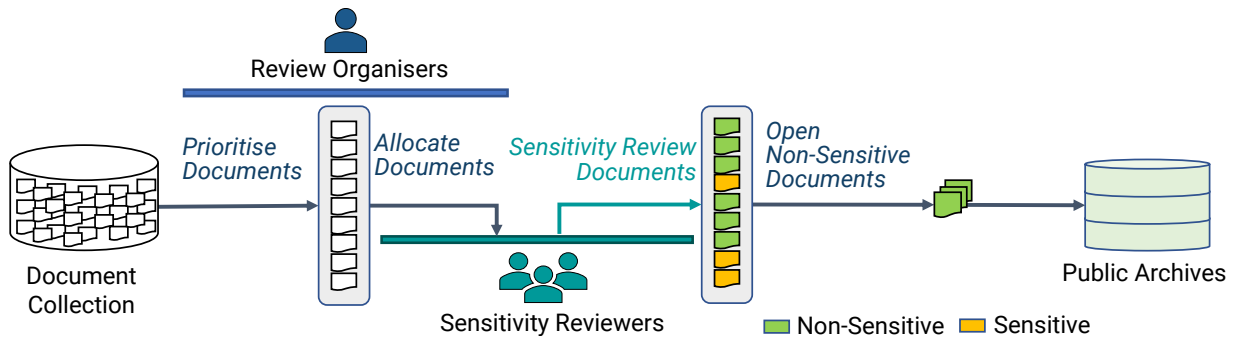 Review Organisers
Prioritise
Documents
Allocate
Documents
Sensitivity Review
Documents
Open
Non-Sensitive
Documents
Document
Collection
Sensitivity Reviewers
Public Archives
Non-Sensitive
Sensitive